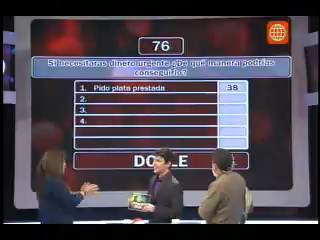 76
Si necesitaras dinero urgente ¿De qué manera podrías
conseguirlo?
1. Pido plata prestada 38
2.
3.
4.
DOBLE